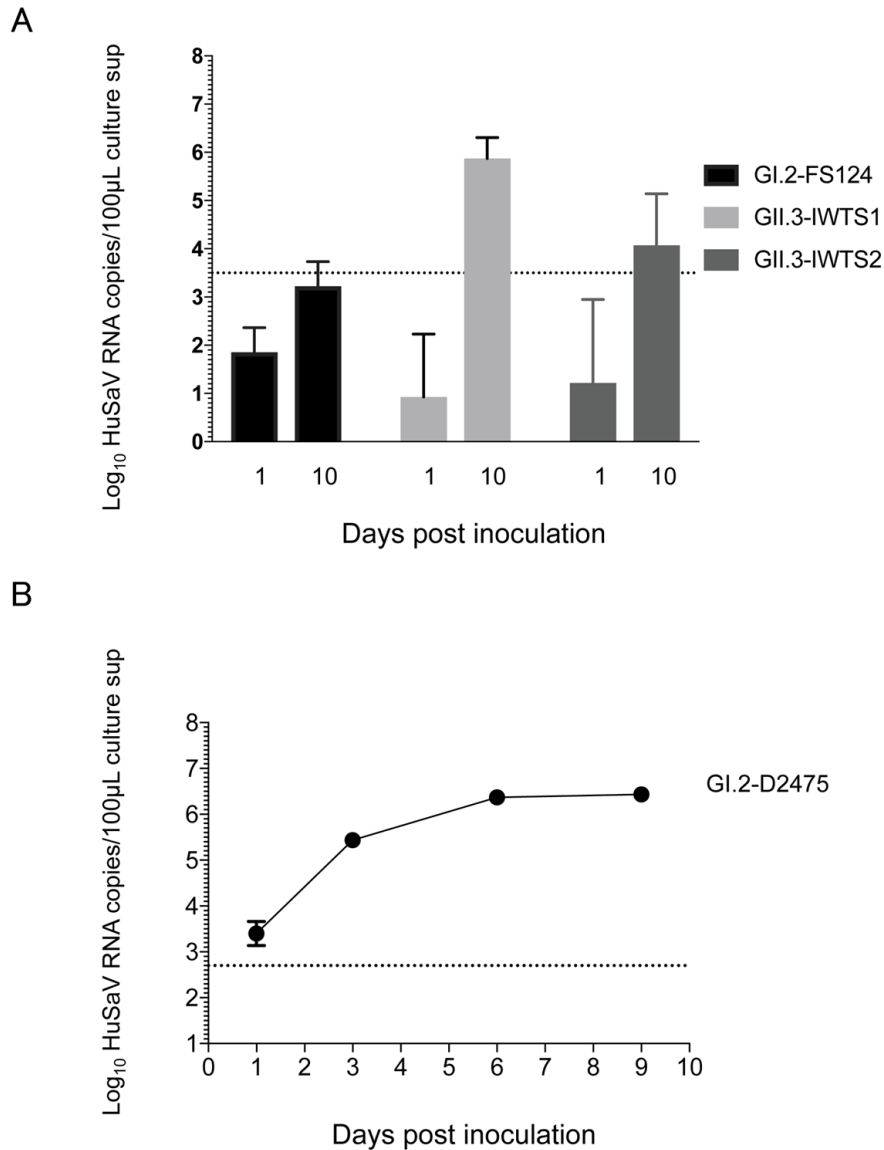 A
Log10 HuSaV RNA copies/100µL culture sup
8
7
6
5
4
3
2
1
0
1 10 1 10 1 10
Days post inoculation
GI.2-FS124
GII.3-IWTS1
GII.3-IWTS2
B
Log10 HuSaV RNA copies/100µL culture sup
8
7
6
5
4
3
2
1
0 1 2 3 4 5 6 7 8 9 10
Days post inoculation
GI.2-D2475